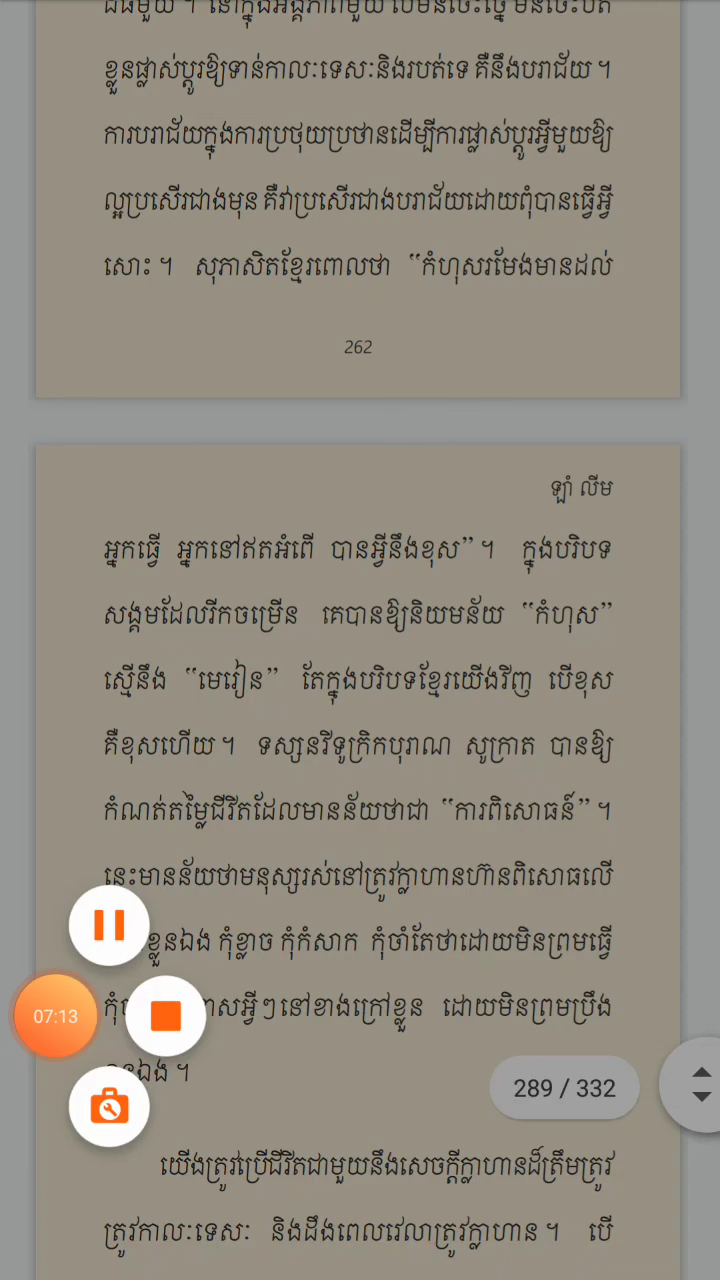 ខ្លួនផ្លាស់ប្តូរឱ្យទាន់កាលៈទេសៈនិងរបត់ទេ គឺនឹងបរាជ័យ ។
ការបរាជ័យក្នុងការប្រថុយប្រថានដើម្បីការផ្លាស់ប្តូរអ្វីមួយឱ្យ
ល្អប្រសើរជាងមុន គឺវាប្រសើរជាងបរាជ័យដោយពុំបានធ្វើអ្វី
សោះ ។ សុភាសិតខ្មែរពោលថា “កំហុសរមែងមានដល់
262
ឡាំ លីម
អ្នកធ្វើ អ្នកនៅឥតអំពើ បានអ្វីនឹងខុស” ។ ក្នុងបរិបទ
សង្គមដែលរីកចម្រើន គេបានឱ្យនិយមន័យ “កំហុស”
ស្មើនឹង “មេរៀន” តែក្នុងបរិបទខ្មែរយើងវិញ បើខុស
គឺខុសហើយ ។ ទស្សនវិទូក្រិកបុរាណ សូក្រាត បានឱ្យ
កំណត់តម្លៃជីវិតដែលមានន័យថាជា “ការពិសោធន៍” ។
នេះមានន័យថាមនុស្សរស់នៅត្រូវក្លាហានហ៊ានពិសោធលើ
ខ្លួនឯង កុំខ្លាច កុំកំសាក កុំចាំតែថាដោយមិនព្រមធ្វើ
អ្វីៗនៅខាងក្រៅខ្លួន ដោយមិនព្រមប្រឹង
07:13
289 / 332
យើងត្រូវប្រើជីវិតជាមួយនឹងសេចក្តីក្លាហានដ៏ត្រឹមត្រូវ
ត្រូវកាលៈទេសៈ និងដឹងពេលវេលាត្រូវក្លាហាន ។ បើ